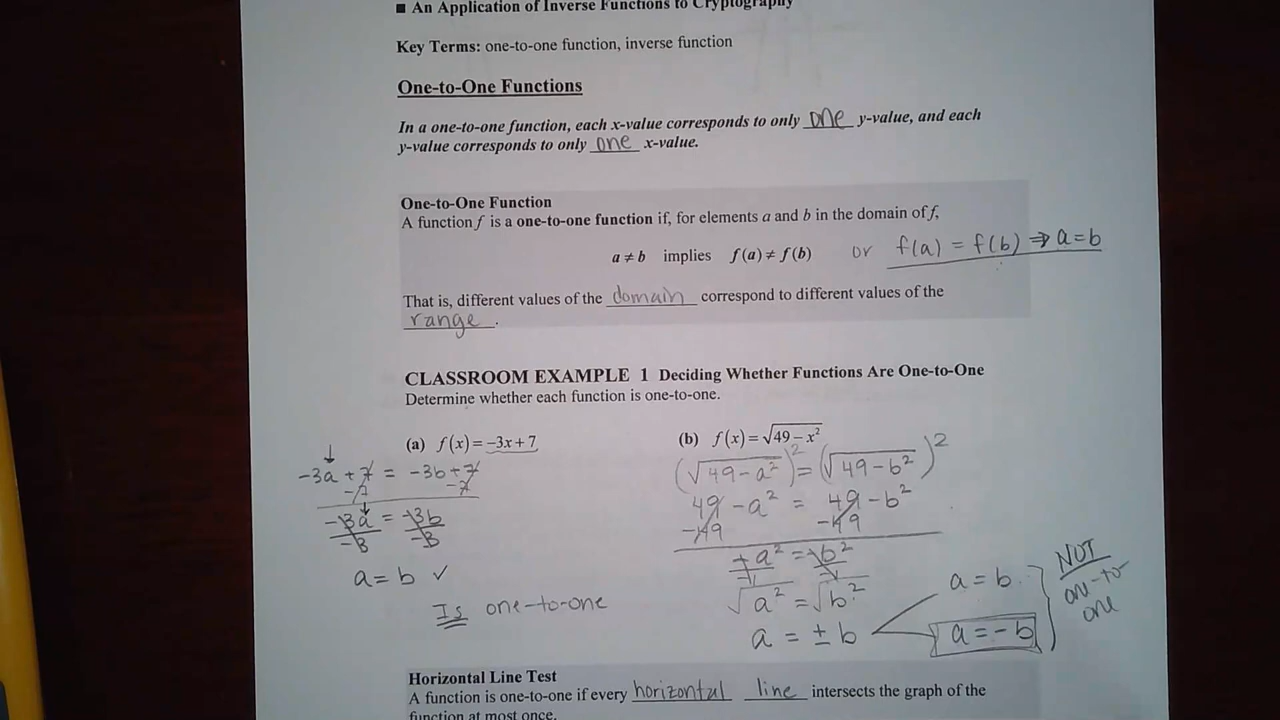 ■ An Application of Inverse Functions to Cryptography
Key Terms: one-to-one function, inverse function
One-to-One Functions
In a one-to-one function, each x-value corresponds to only one y-value, and each
y-value corresponds to only one x-value.
One-to-One Function
A function f is a one-to-one function if, for elements a and b in the domain of f,
a ≠ b implies f(a) ≠ f(b) or f(a) = f(b) ⇒ a = b
That is, different values of the domain correspond to different values of the
range.
CLASSROOM EXAMPLE 1 Deciding Whether Functions Are One-to-One
Determine whether each function is one-to-one.
(a) f(x) = −3x + 7
-3a + 7 = -3b + 7
-7 -7
-3a = -3b
-3 -3
a = b ✓
Is one-to-one
(b) f(x) = √49 − x²
(√49 - a²)² = (√49 - b²)²
49 - a² = 49 - b²
-49 -49
-a² = -b²
-1 -1
√a² = √b²
a = ± b
a = b
a = -b
NOT
one-to
one
Horizontal Line Test
A function is one-to-one if every horizontal line intersects the graph of the
function at most once.